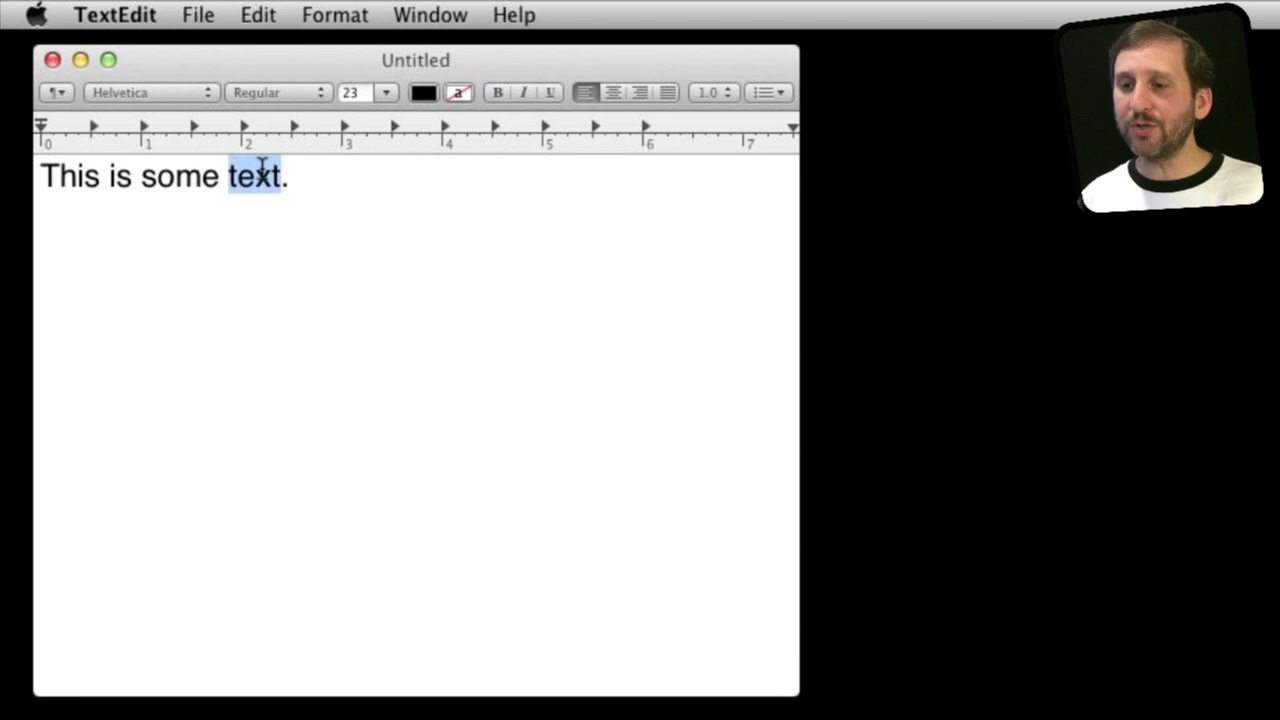 TextEdit File Edit Format Window Help
Untitled
¶ Helvetica Regular 23 a B I U 1.0
0 1 2 3 4 5 6 7
This is some text.